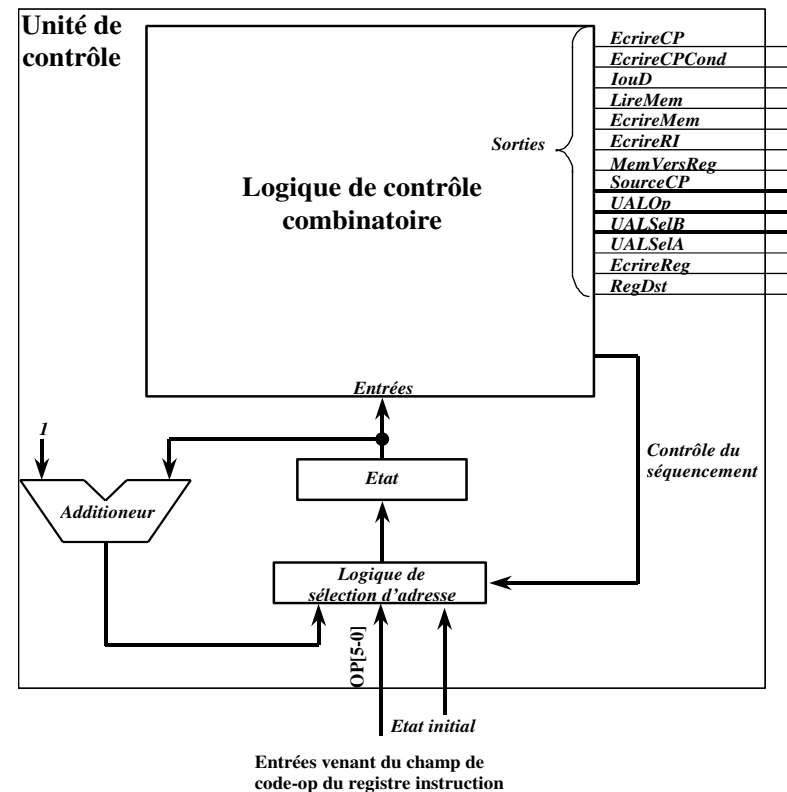 Unité de
contrôle
EcrireCP
EcrireCPCond
IouD
LireMem
EcrireMem
EcrireRI
MemVersReg
SourceCP
UALOp
UALSelB
UALSelA
EcrireReg
RegDst
Sorties
Logique de contrôle
combinatoire
Entrées
1
Contrôle du
séquencement
Etat
Additioneur
Logique de
sélection d'adresse
OP[5-0]
Etat initial
Entrées venant du champ de
code-op du registre instruction